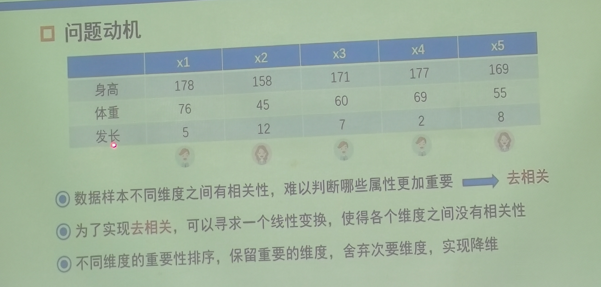 问题动机
x1 x2 x3 x4 x5
身高 178 158 171 177 169
体重 76 45 60 69 55
发长 5 12 7 2 8
数据样本不同维度之间有相关性，难以判断哪些属性更加重要 去相关
为了实现去相关，可以寻求一个线性变换，使得各个维度之间没有相关性
不同维度的重要性排序，保留重要的维度，舍弃次要维度，实现降维